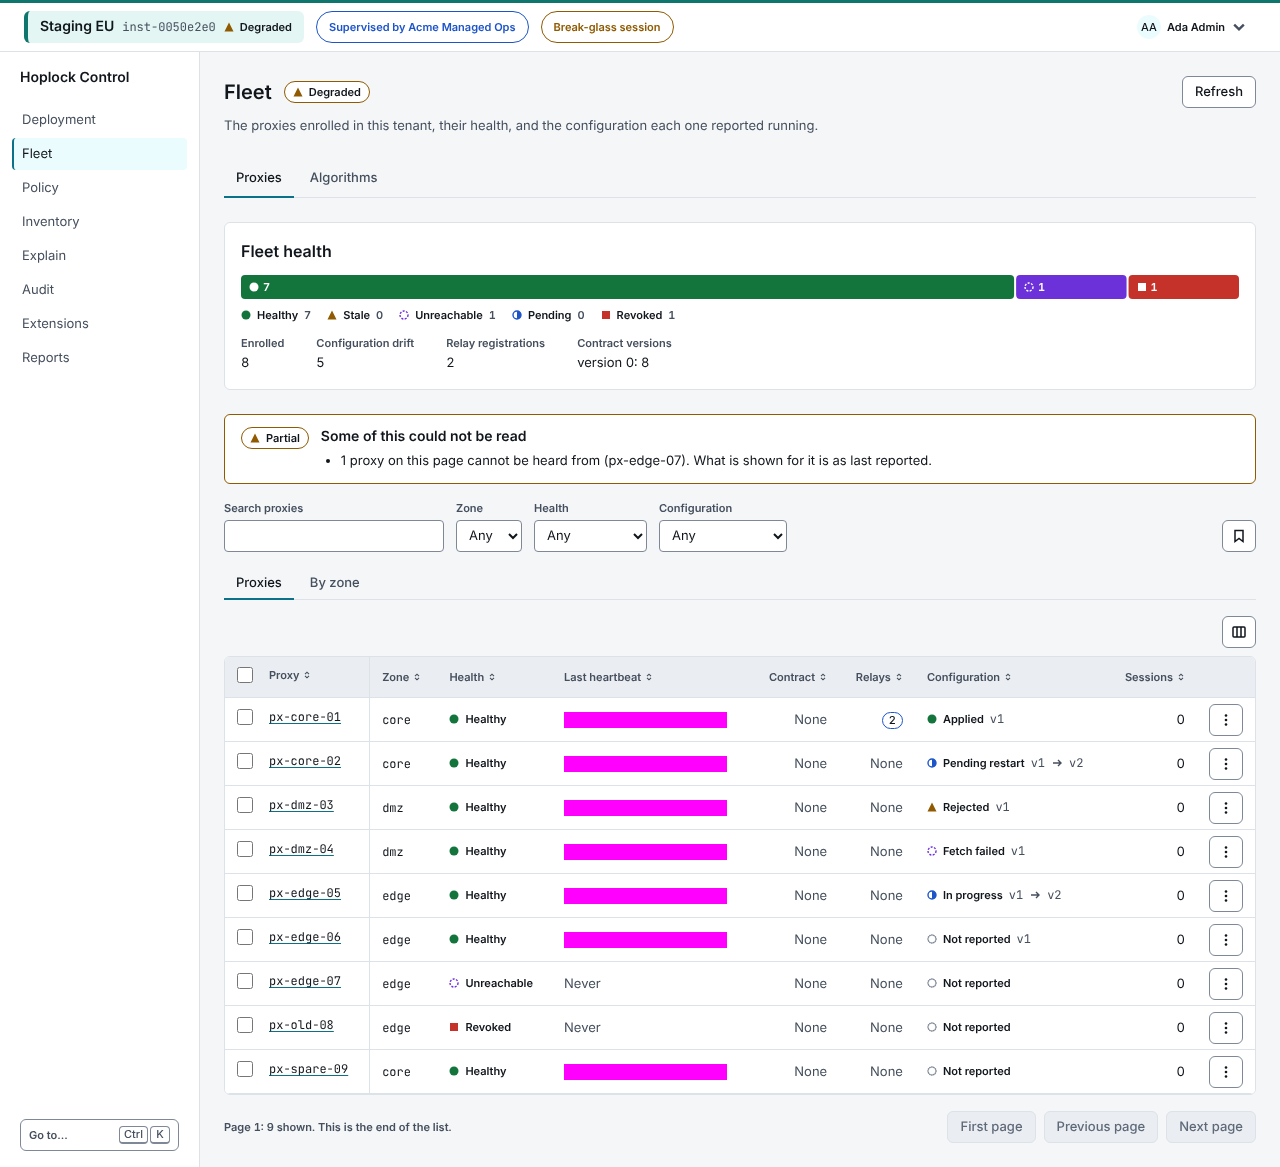 Staging EU inst-0050e2e0 Degraded Supervised by Acme Managed Ops Break-glass session AA Ada Admin
Hoplock Control
Deployment
Fleet
Policy
Inventory
Explain
Audit
Extensions
Reports
Go to... Ctrl K
Fleet Degraded Refresh
The proxies enrolled in this tenant, their health, and the configuration each one reported running.
Proxies Algorithms
Fleet health
7 1 1
Healthy 7 Stale 0 Unreachable 1 Pending 0 Revoked 1
Enrolled Configuration drift Relay registrations Contract versions
8 5 2 version 0: 8
Partial Some of this could not be read
• 1 proxy on this page cannot be heard from (px-edge-07). What is shown for it is as last reported.
Search proxies Zone Health Configuration
Any Any Any
Proxies By zone
Proxy Zone Health Last heartbeat Contract Relays Configuration Sessions
px-core-01 core Healthy None 2 Applied v1 0
px-core-02 core Healthy None None Pending restart v1 → v2 0
px-dmz-03 dmz Healthy None None Rejected v1 0
px-dmz-04 dmz Healthy None None Fetch failed v1 0
px-edge-05 edge Healthy None None In progress v1 → v2 0
px-edge-06 edge Healthy None None Not reported v1 0
px-edge-07 edge Unreachable Never None None Not reported 0
px-old-08 edge Revoked Never None None Not reported 0
px-spare-09 core Healthy None None Not reported 0
Page 1: 9 shown. This is the end of the list. First page Previous page Next page